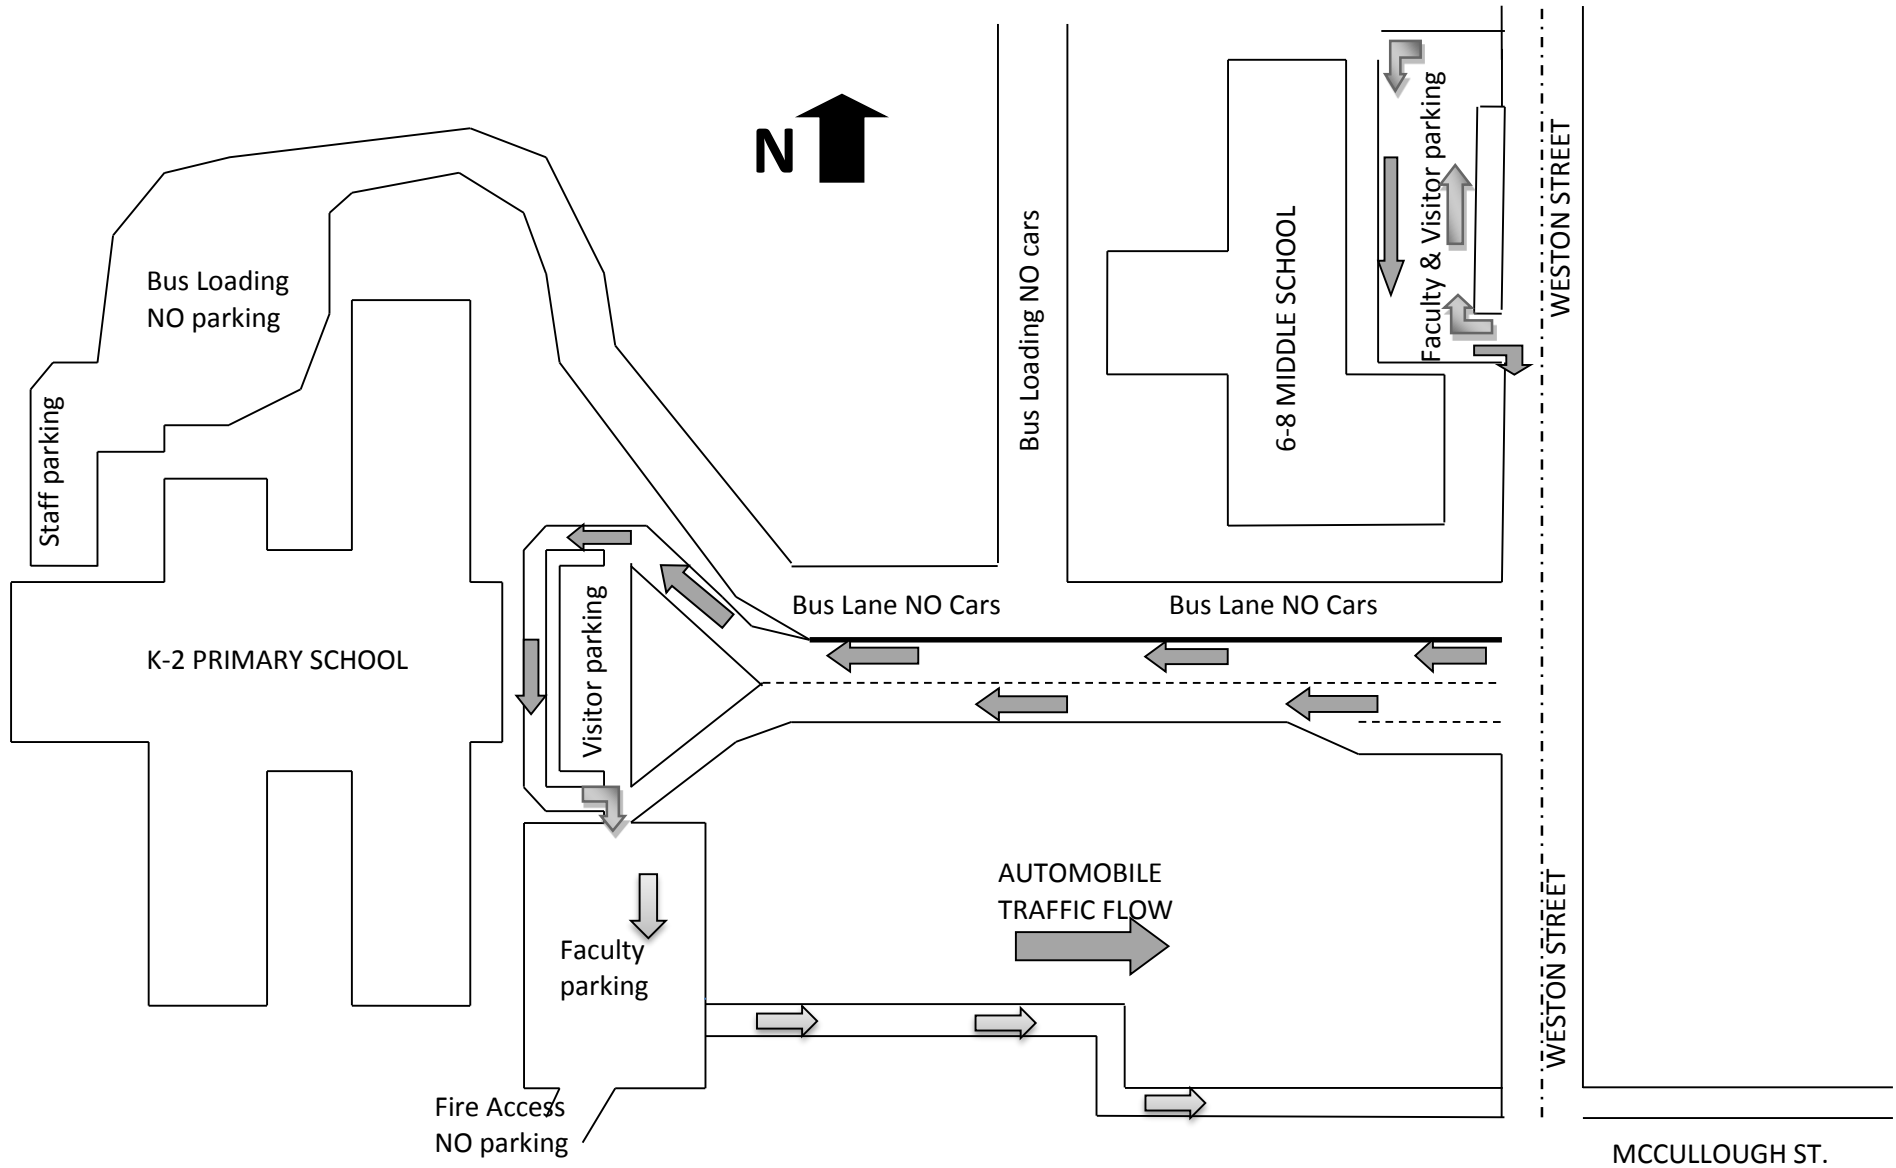 N
Bus Loading
NO parking
Staff parking
K-2 PRIMARY SCHOOL
Visitor parking
Bus Loading NO cars
6-8 MIDDLE SCHOOL
Faculty & Visitor parking
WESTON STREET
Bus Lane NO Cars
Bus Lane NO Cars
AUTOMOBILE
TRAFFIC FLOW
Faculty
parking
WESTON STREET
Fire Access
NO parking
MCCULLOUGH ST.